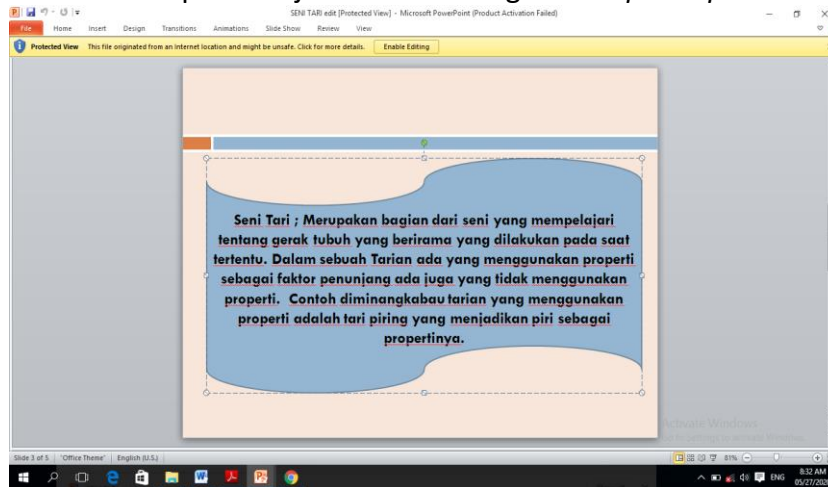 SENI TARI edit [Protected View] - Microsoft PowerPoint (Product Activation Failed)
File Home Insert Design Transitions Animations Slide Show Review View
Protected View This file originated from an Internet location and might be unsafe. Click for more details. Enable Editing
Seni Tari ; Merupakan bagian dari seni yang mempelajari
tentang gerak tubuh yang berirama yang dilakukan pada saat
tertentu. Dalam sebuah Tarian ada yang menggunakan properti
sebagai faktor penunjang ada juga yang tidak menggunakan
properti. Contoh diminangkabau tarian yang menggunakan
properti adalah tari piring yang menjadikan piri sebagai
propertinya.
Activate Windows
Slide 3 of 5 "Office Theme" English (U.S.) 81%
ENG 8:32 AM